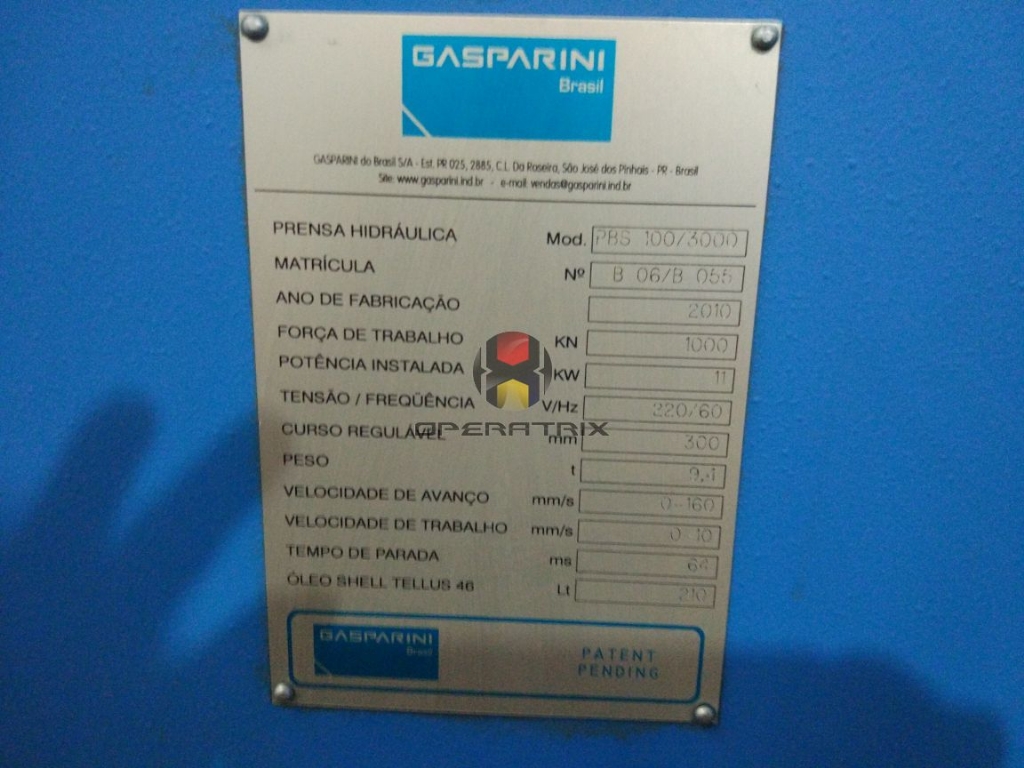 GASPARINI
Brasil
GASPARINI do Brasil S/A - Est. PR 025, 2885, C.I. Da Roseira, São José dos Pinhais - PR - Brasil
Site: www.gasparini.ind.br - e-mail: vendas@gasparini.ind.br
PRENSA HIDRÁULICA Mod. PBS 100/3000
MATRÍCULA Nº B 06/B 055
ANO DE FABRICAÇÃO 2010
FORÇA DE TRABALHO KN 1000
POTÊNCIA INSTALADA KW 11
TENSÃO / FREQÜÊNCIA V/Hz 220/60
OPERATRIX
CURSO REGULÁVEL mm 300
PESO t 9,4
VELOCIDADE DE AVANÇO mm/s 0-160
VELOCIDADE DE TRABALHO mm/s 0-10
TEMPO DE PARADA ms 64
ÓLEO SHELL TELLUS 46 Lt 210
GASPARINI
Brasil
PATENT
PENDING